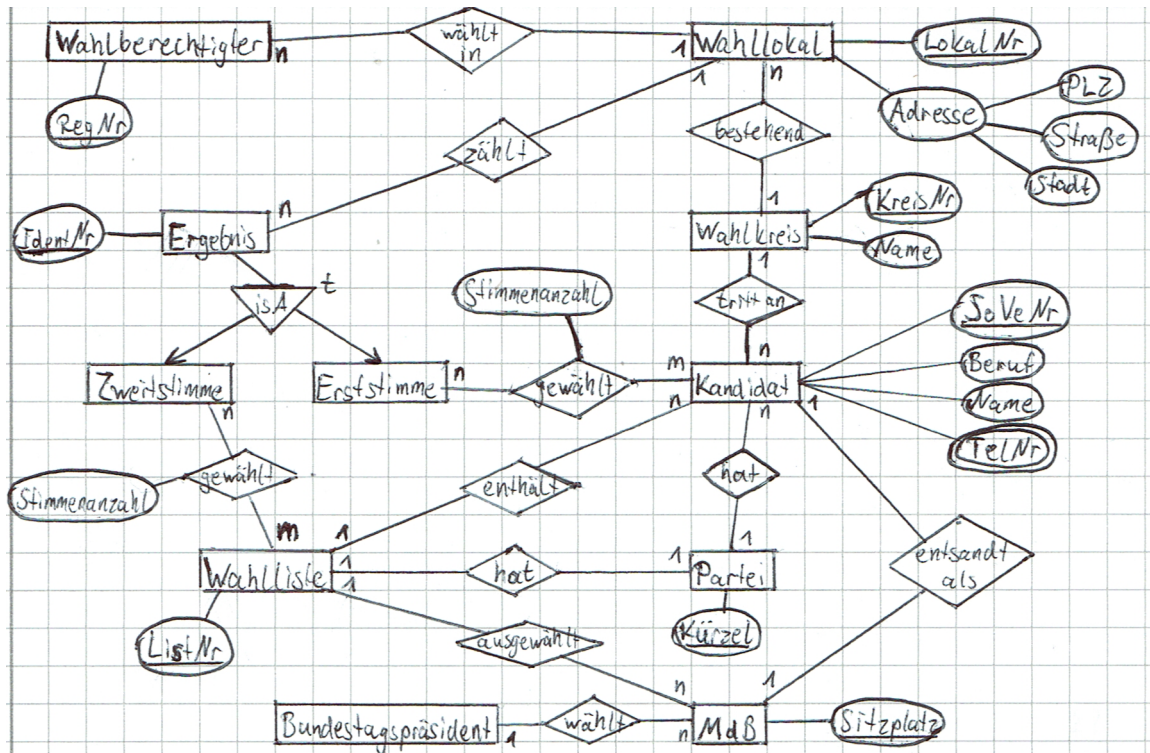 Wahlberechtigter
n
wählt
in
1
Wahllokal
LokalNr
RegNr
1
n
Adresse
PLZ
Straße
Stadt
zählt
bestehend
n
1
IdentNr
Ergebnis
Wahlkreis
KreisNr
Name
1
isA
t
Stimmenanzahl
tritt an
SoVeNr
Beruf
Name
TelNr
n
Zweitstimme
Erststimme
n
gewählt
m
Kandidat
n
n
n
1
Stimmenanzahl
gewählt
enthält
hat
m
1
1
1
Wahlliste
hat
1
1
Partei
entsandt
als
ListNr
ausgewählt
Kürzel
n
1
Bundestagspräsident
1
wählt
n
MdB
Sitzplatz